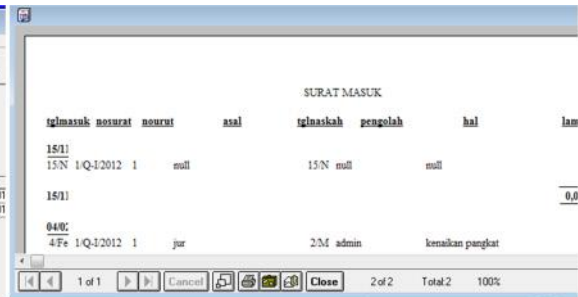 SURAT MASUK
tglmasuk nosurat nourut asal tglnaskah pengolah hal
15/1
15/N 1/Q-I/2012 1 null 15/N null null
15/1
0,0
04/0
4/Fe 1/Q-I/2012 1 jur 2/M admin kenaikan pangkat
1 of 1 Cancel Close 2 of 2 Total:2 100%